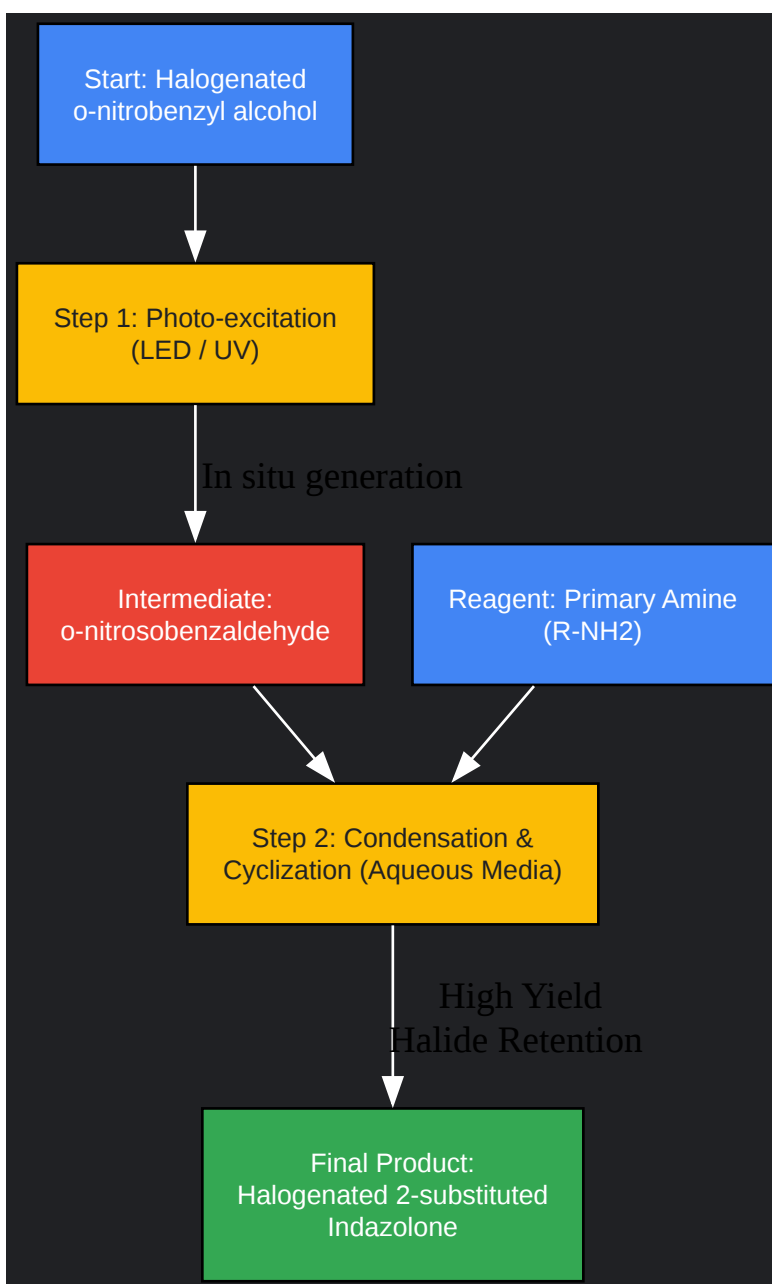 Start: Halogenated
o-nitrobenzyl alcohol
Step 1: Photo-excitation
(LED / UV)
In situ generation
Intermediate:
o-nitrosobenzaldehyde
Reagent: Primary Amine
(R-NH2)
Step 2: Condensation &
Cyclization (Aqueous Media)
High Yield
Halide Retention
Final Product:
Halogenated 2-substituted
Indazolone